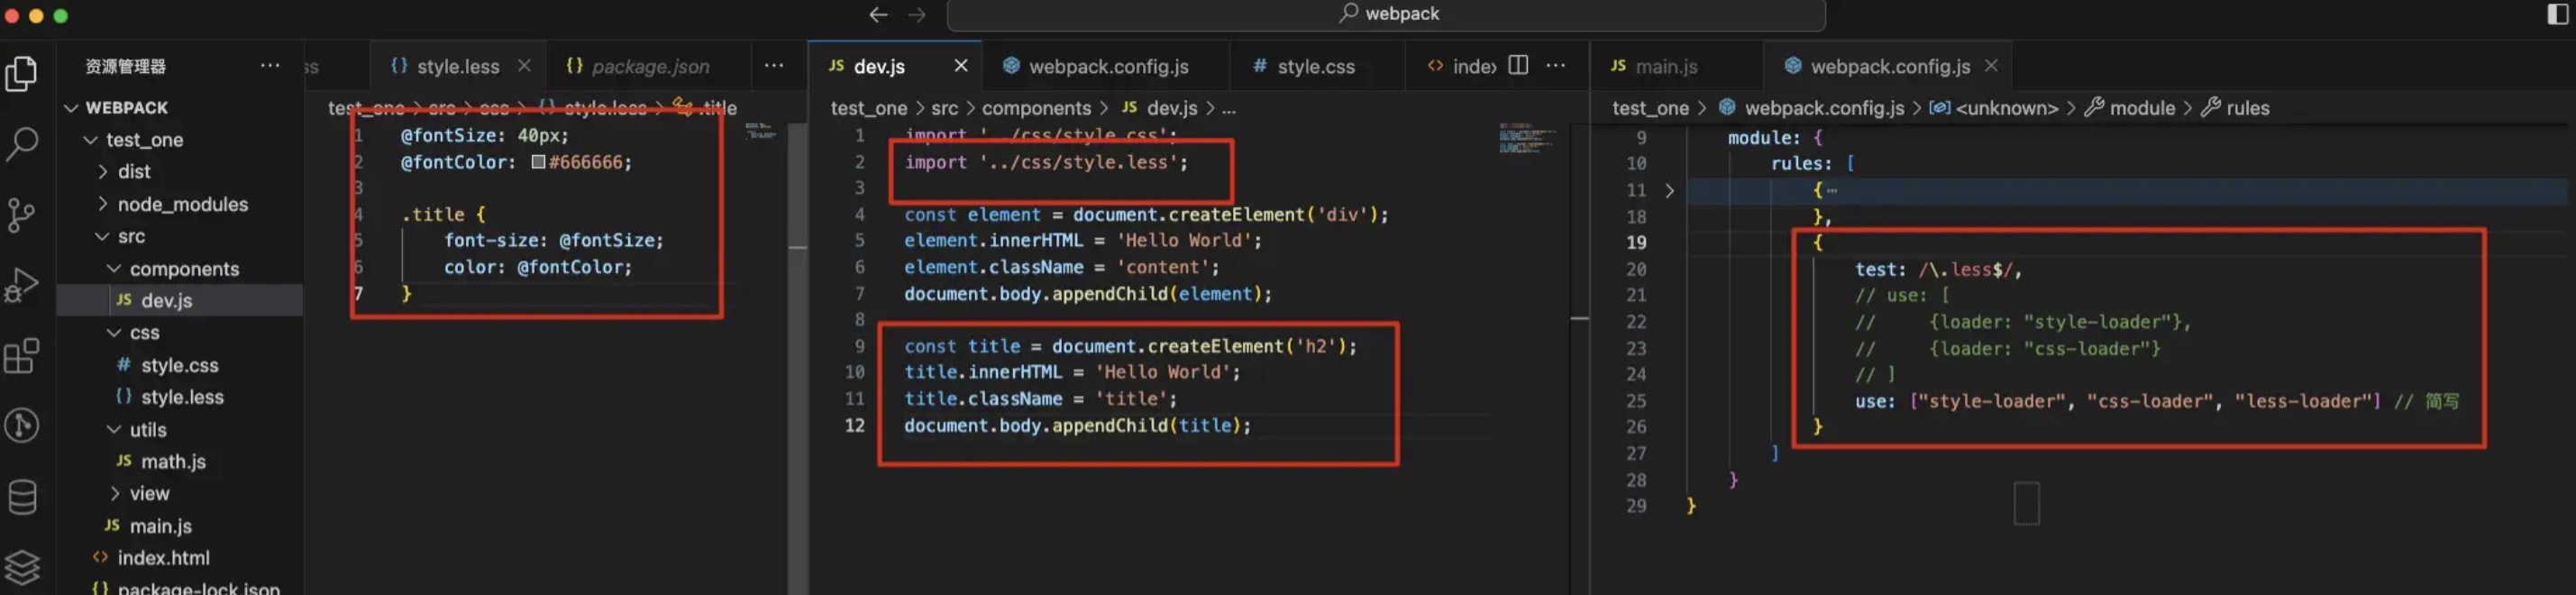 webpack
资源管理器
WEBPACK
test_one
dist
node_modules
src
components
JS dev.js
css
# style.css
{} style.less
utils
JS math.js
view
JS main.js
<> index.html
{} package-lock.json
ss
{} style.less
{} package.json
test_one > src > css > {} style.less > .title
1 @fontSize: 40px;
2 @fontColor: #666666;
3
4 .title {
5 font-size: @fontSize;
6 color: @fontColor;
7 }
JS dev.js
webpack.config.js
# style.css
<> index
test_one > src > components > JS dev.js > ...
1 import '../css/style.css';
2 import '../css/style.less';
3
4 const element = document.createElement('div');
5 element.innerHTML = 'Hello World';
6 element.className = 'content';
7 document.body.appendChild(element);
8
9 const title = document.createElement('h2');
10 title.innerHTML = 'Hello World';
11 title.className = 'title';
12 document.body.appendChild(title);
JS main.js
webpack.config.js
test_one > webpack.config.js > <unknown> > module > rules
9 module: {
10 rules: [
11 { ...
18 },
19 {
20 test: /\.less$/,
21 // use: [
22 // {loader: "style-loader"},
23 // {loader: "css-loader"}
24 // ]
25 use: ["style-loader", "css-loader", "less-loader"] // 简写
26 }
27 ]
28 }
29 }